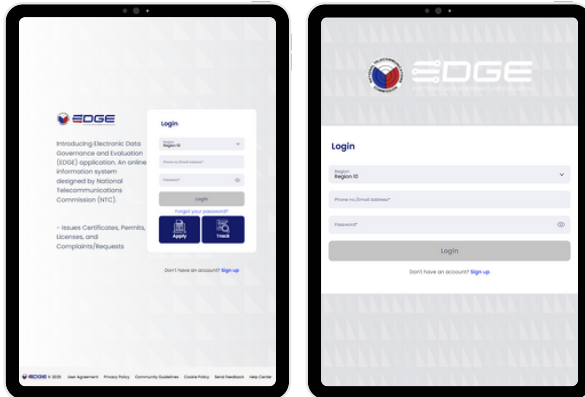 EDGE
Introducing Electronic Data
Governance and Evaluation
(EDGE) application. An online
information system
designed by National
Telecommunications
Commission (NTC).
- Issues Certificates, Permits,
Licenses, and
Complaints/Requests
Login
Region
Region 10
Phone no./Email Address*
Password*
Login
Forgot your password?
Apply
Track
Don't have an account? Sign up
EDGE © 2025 User Agreement Privacy Policy Community Guidelines Cookie Policy Send Feedback Help Center
NATIONAL TELECOMMUNICATIONS
COMMISSION
EDGE
Login
Region
Region 10
Phone no./Email Address*
Password*
Login
Don't have an account? Sign up